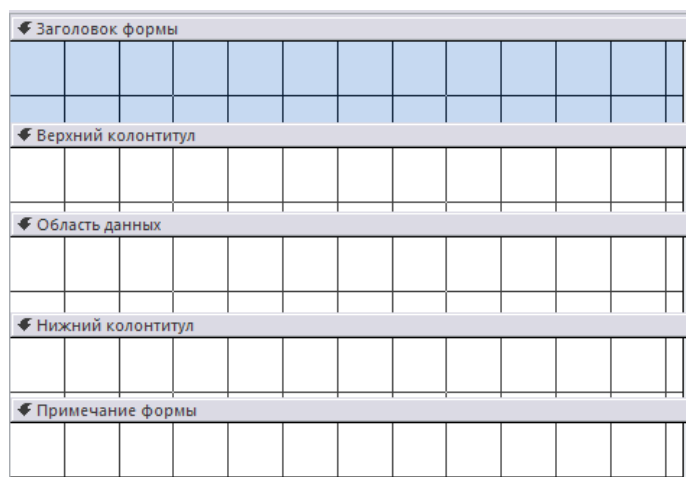 Заголовок формы
Верхний колонтитул
Область данных
Нижний колонтитул
Примечание формы